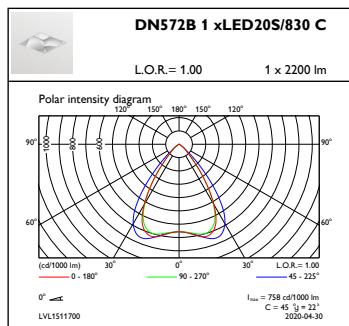 DN572B 1 xLED20S/830 C
L.O.R.= 1.00 1 x 2200 lm
Polar intensity diagram
120° 150° 180° 150° 120°
90° 1000 800 600 90°
60° 60°
(cd/1000 lm) 30° 0° 30° L.O.R.= 1.00
0 - 180° 90 - 270° 45 - 225°
0° Imax = 758 cd/1000 lm
C = 45 °g = 22°
LVL1511700 2020-04-30